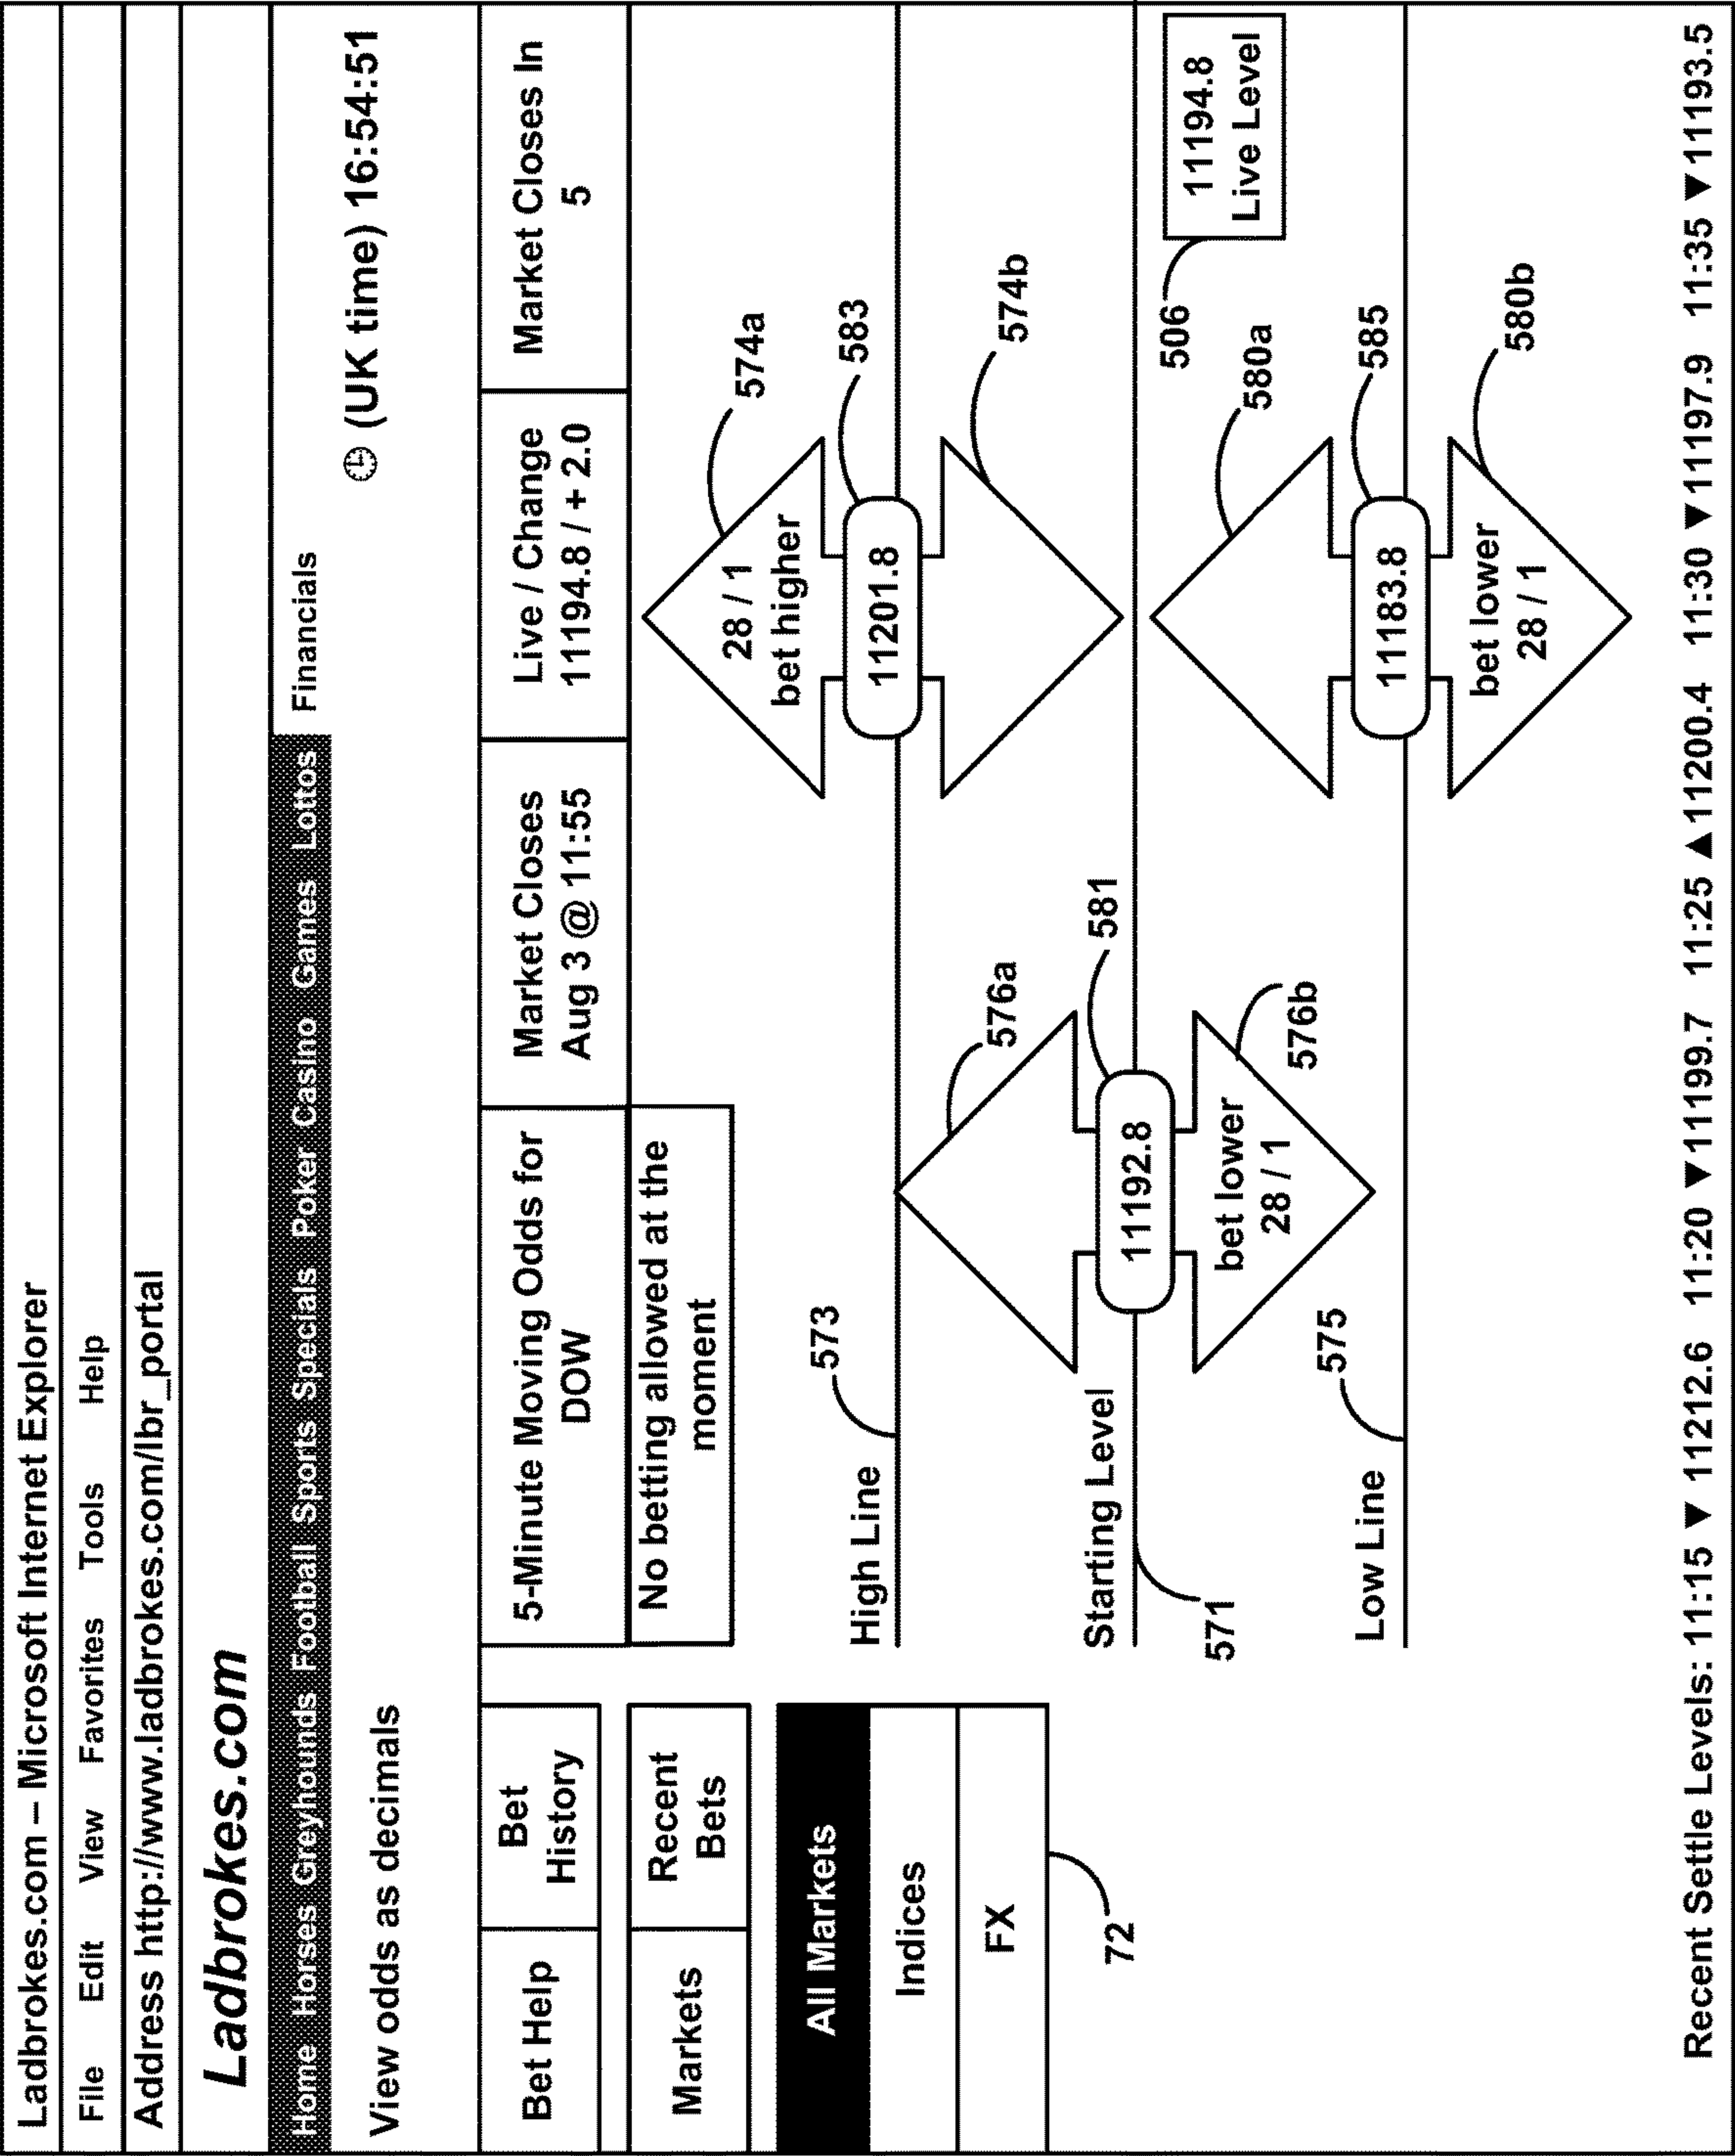 Ladbrokes.com – Microsoft Internet Explorer
File Edit View Favorites Tools Help
Address http://www.ladbrokes.com/lbr_portal
Ladbrokes.com
Home Horses Greyhounds Football Sports Specials Poker Casino Games Lottos Financials
View odds as decimals
(UK time) 16:54:51
Bet Help
Bet
History
Markets
Recent
Bets
All Markets
Indices
FX
72
5-Minute Moving Odds for
DOW
Market Closes
Aug 3 @ 11:55
Live / Change
11194.8 / + 2.0
Market Closes In
5
No betting allowed at the
moment
574a
28 / 1
bet higher
573
583
High Line
11201.8
574b
576a
581
Starting Level
11192.8
571
bet lower
28 / 1
576b
506
11194.8
Live Level
580a
575
585
Low Line
11183.8
bet lower
28 / 1
580b
Recent Settle Levels: 11:15 ▼ 11212.6 11:20 ▼11199.7 11:25 ▲11200.4 11:30 ▼11197.9 11:35 ▼11193.5